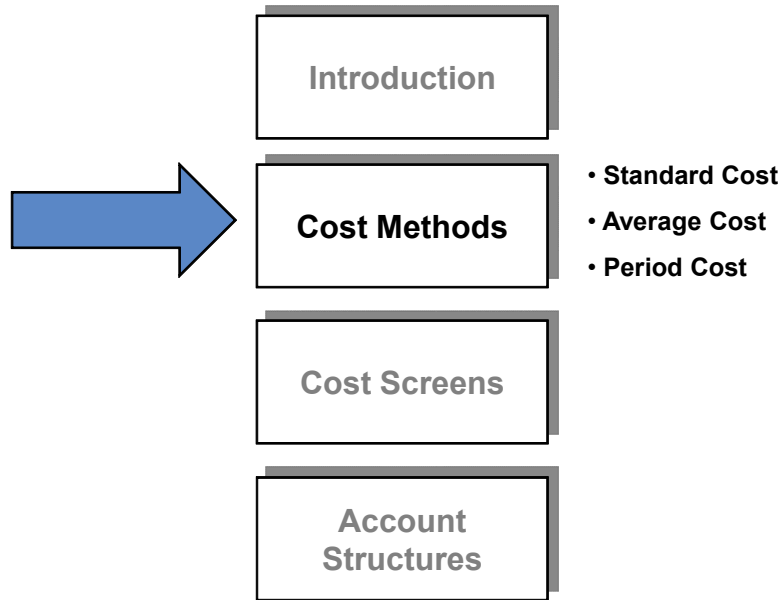 Introduction
Cost Methods
• Standard Cost
• Average Cost
• Period Cost
Cost Screens
Account
Structures